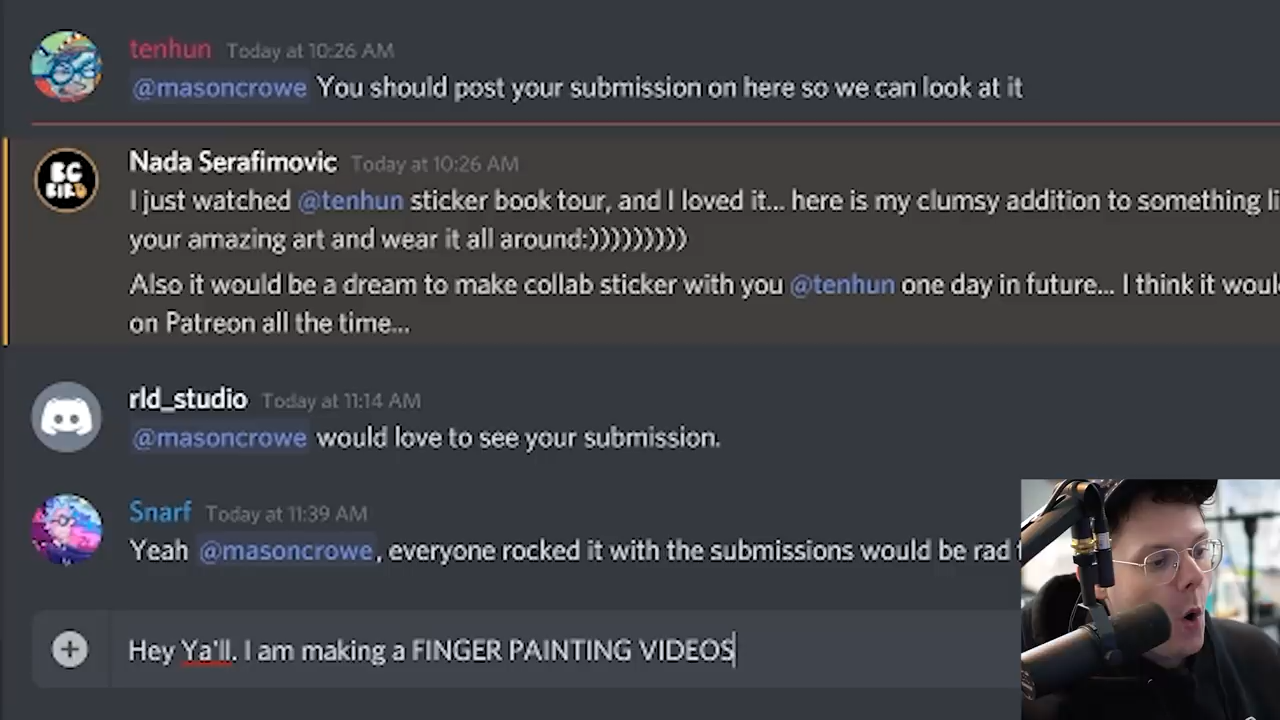 tenhun Today at 10:26 AM
@masoncrowe You should post your submission on here so we can look at it
BC
BIRD
Nada Serafimovic Today at 10:26 AM
I just watched @tenhun sticker book tour, and I loved it... here is my clumsy addition to something li
your amazing art and wear it all around:)))))))))
Also it would be a dream to make collab sticker with you @tenhun one day in future... I think it woul
on Patreon all the time...
rld_studio Today at 11:14 AM
@masoncrowe would love to see your submission.
Snarf Today at 11:39 AM
Yeah @masoncrowe, everyone rocked it with the submissions would be rad
Hey Ya'll. I am making a FINGER PAINTING VIDEOS